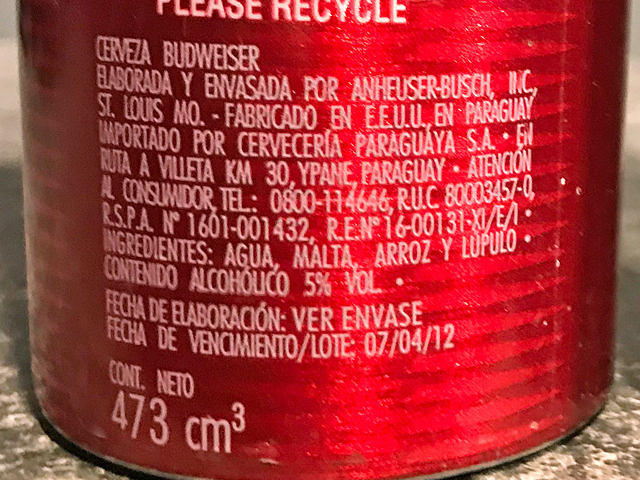 PLEASE RECYCLE
CERVEZA BUDWEISER
ELABORADA Y ENVASADA POR ANHEUSER-BUSCH, INC,
ST. LOUIS MO. - FABRICADO EN E.E.U.U, EN PARAGUAY
IMPORTADO POR CERVECERÍA PARAGUAYA S.A. • EN
RUTA A VILLETA KM 30, YPANE, PARAGUAY • ATENCIÓN
AL CONSUMIDOR, TEL.: 0800-114646, R.U.C. 80003457-0,
R.S.P.A. N° 1601-001432, R.E.N° 16-00131-XI/E/I •
INGREDIENTES: AGUA, MALTA, ARROZ Y LÚPULO •
CONTENIDO ALCOHÓLICO 5% VOL. •
FECHA DE ELABORACIÓN: VER ENVASE
FECHA DE VENCIMIENTO/LOTE: 07/04/12
CONT. NETO
473 cm³